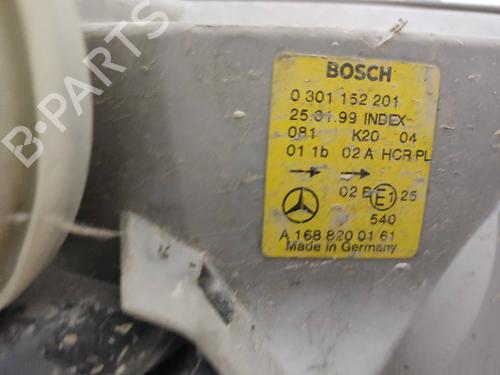 B-PARTS
BOSCH
0 301 152 201
25.01.99 INDEX
081 K20 04
01 1b 02 A HCR PL
02 B E1 25
540
A 168 820 01 61
Made in Germany